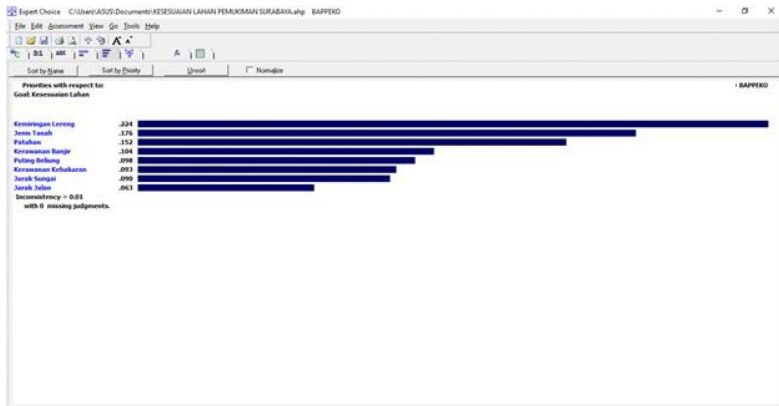 Expert Choice C:\Users\ASUS\Documents\KESESUAIAN LAHAN PEMUKIMAN SURABAYA.ahp BAPPEKO
File Edit Assessment View Go Tools Help
3:1 ABC
Sort by Name Sort by Priority Unsort Normalize
Priorities with respect to: BAPPEKO
Goal: Kesesuaian Lahan
Kemiringan Lereng .224
Jenis Tanah .176
Patahan .152
Kerawanan Banjir .104
Puting Beliung .098
Kerawanan Kebakaran .093
Jarak Sungai .090
Jarak Jalan .063
Inconsistency = 0.01
with 0 missing judgments.